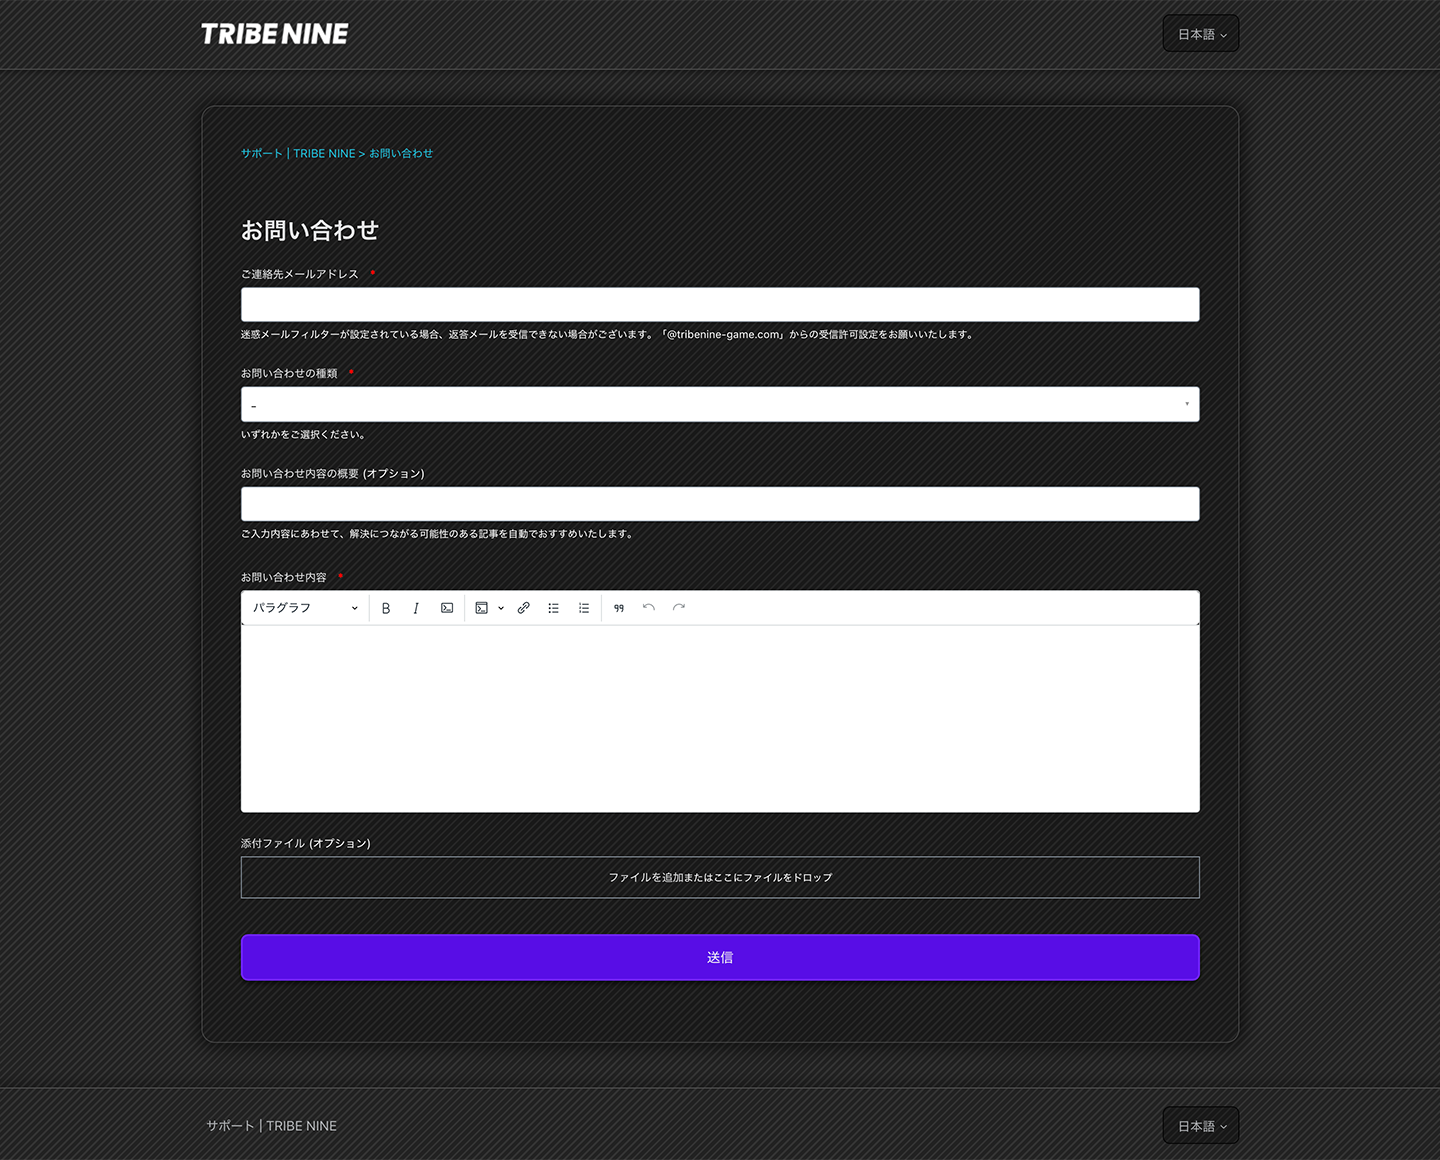 TRIBE NINE
日本語
サポート | TRIBE NINE > お問い合わせ
お問い合わせ
ご連絡先メールアドレス *
迷惑メールフィルターが設定されている場合、返答メールを受信できない場合がございます。「@tribenine-game.com」からの受信許可設定をお願いいたします。
お問い合わせの種類 *
-
いずれかをご選択ください。
お問い合わせ内容の概要 (オプション)
ご入力内容にあわせて、解決につながる可能性のある記事を自動でおすすめいたします。
お問い合わせ内容 *
パラグラフ B I
添付ファイル (オプション)
ファイルを追加またはここにファイルをドロップ
送信
サポート | TRIBE NINE
日本語